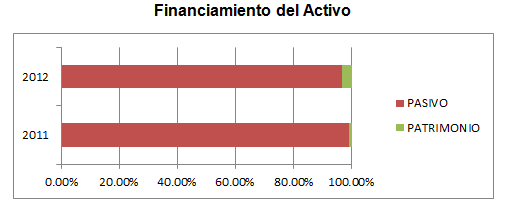 Financiamiento del Activo
2012
2011
PASIVO
PATRIMONIO
0.00% 20.00% 40.00% 60.00% 80.00% 100.00%